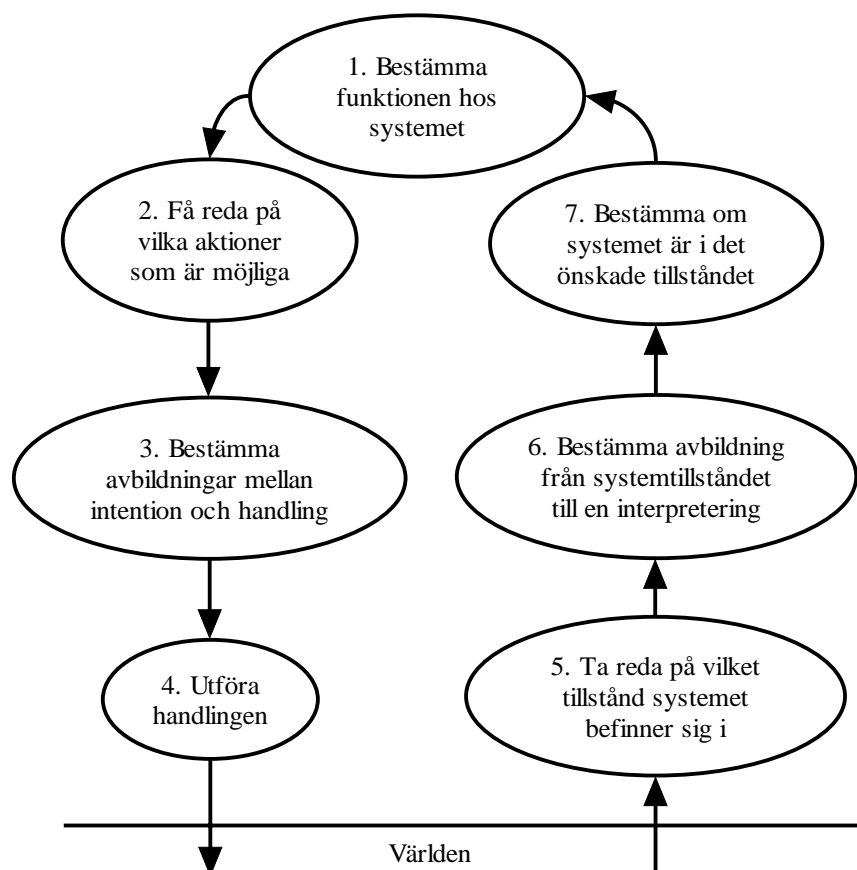 1. Bestämma
funktionen hos
systemet
2. Få reda på
vilka aktioner
som är möjliga
3. Bestämma
avbildningar mellan
intention och handling
4. Utföra
handlingen
5. Ta reda på vilket
tillstånd systemet
befinner sig i
6. Bestämma avbildning
från systemtillståndet
till en interpretering
7. Bestämma om
systemet är i det
önskade tillståndet
Världen